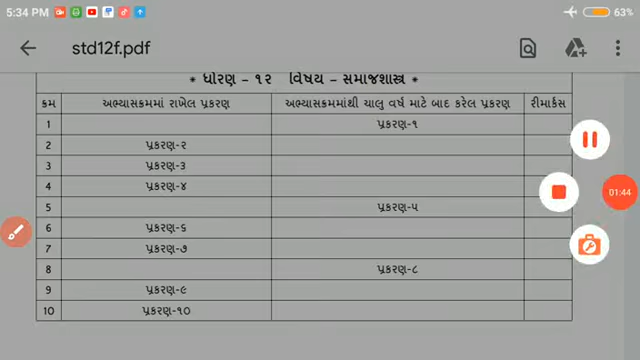 5:34 PM
63%
std12f.pdf
* ધોરણ - ૧૨ વિષય - સમાજશાસ્ત્ર *
ક્રમ અભ્યાસક્રમમાં રાખેલ પ્રકરણ અભ્યાસક્રમમાંથી ચાલુ વર્ષ માટે બાદ કરેલ પ્રકરણ રીમાર્કસ
1 પ્રકરણ-૧
2 પ્રકરણ-૨
3 પ્રકરણ-૩
4 પ્રકરણ-૪
01:44
5 પ્રકરણ-૫
6 પ્રકરણ-૬
7 પ્રકરણ-૭
8 પ્રકરણ-૮
9 પ્રકરણ-૯
10 પ્રકરણ-૧૦